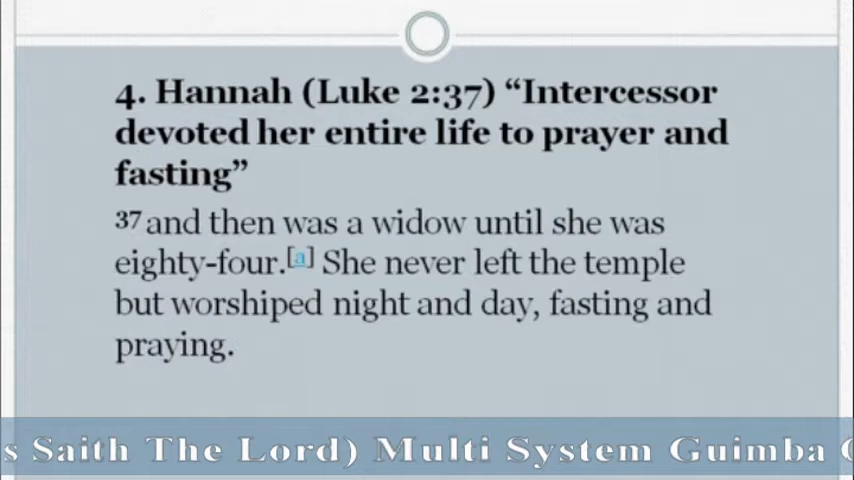 4. Hannah (Luke 2:37) “Intercessor
devoted her entire life to prayer and
fasting”
37 and then was a widow until she was
eighty-four.[a] She never left the temple
but worshiped night and day, fasting and
praying.
s Saith The Lord) Multi System Guimba